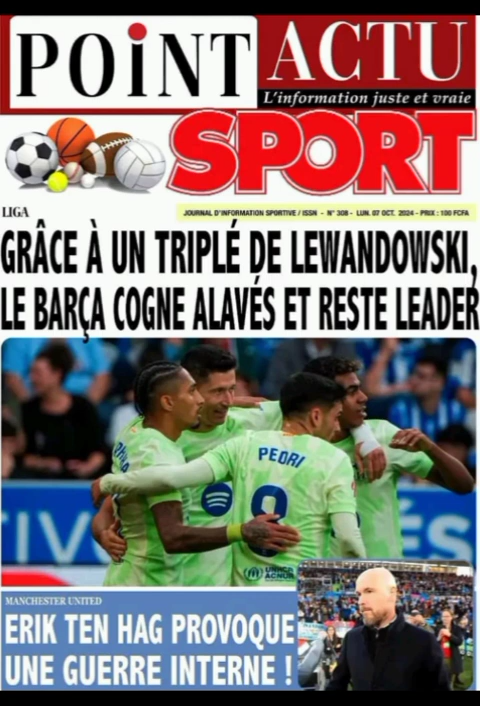 POINT ACTU
L'information juste et vraie
SPORT
LIGA
JOURNAL D'INFORMATION SPORTIVE / ISSN - N° 308 - LUN. 07 OCT. 2024 - PRIX : 100 FCFA
GRÂCE À UN TRIPLÉ DE LEWANDOWSKI,
LE BARÇA COGNE ALAVÉS ET RESTE LEADER
PEDRI
8
UNHCR
ACNUR
MANCHESTER UNITED
ERIK TEN HAG PROVOQUE
UNE GUERRE INTERNE !